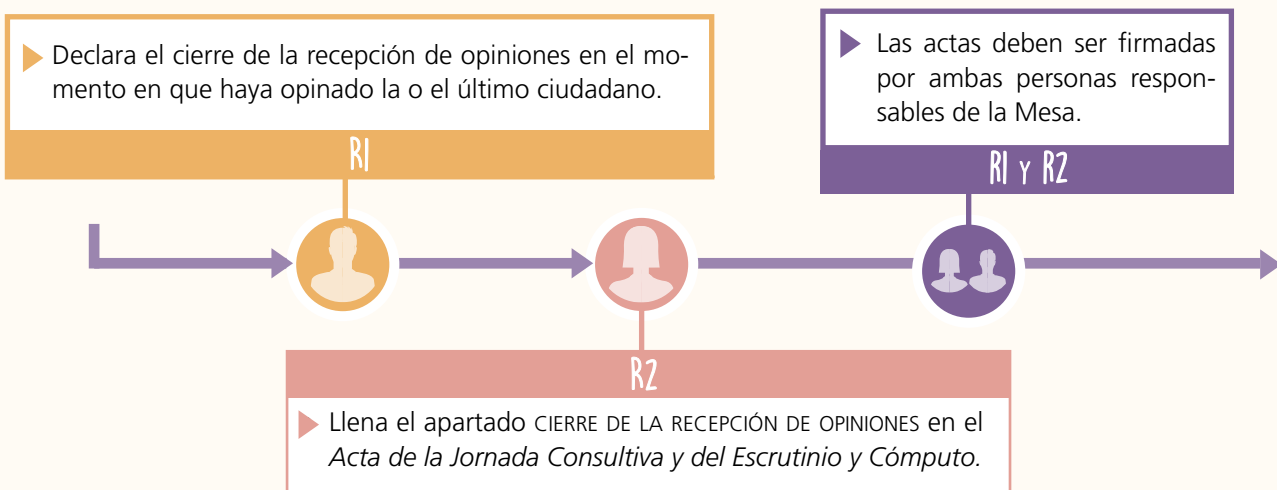 Declara el cierre de la recepción de opiniones en el mo-
mento en que haya opinado la o el último ciudadano.
R1
R2
Llena el apartado CIERRE DE LA RECEPCIÓN DE OPINIONES en el
Acta de la Jornada Consultiva y del Escrutinio y Cómputo.
Las actas deben ser firmadas
por ambas personas respon-
sables de la Mesa.
R1 Y R2